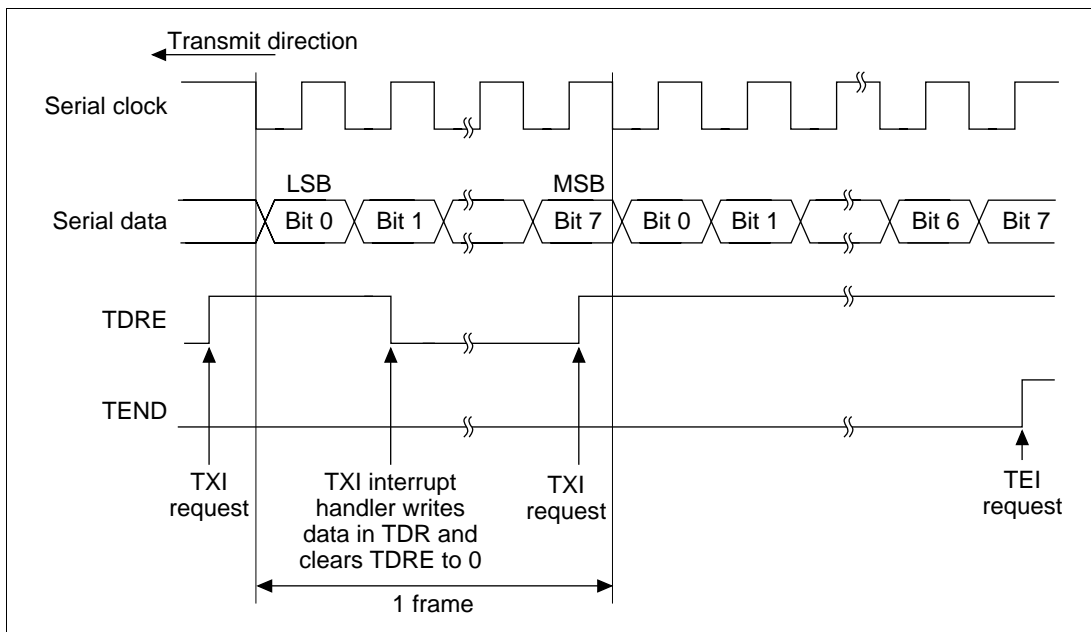 Transmit direction
Serial clock
LSB
MSB
Serial data
Bit 0
Bit 1
Bit 7
Bit 0
Bit 1
Bit 6
Bit 7
TDRE
TEND
TXI
request
TXI interrupt
handler writes
data in TDR and
clears TDRE to 0
TXI
request
TEI
request
1 frame